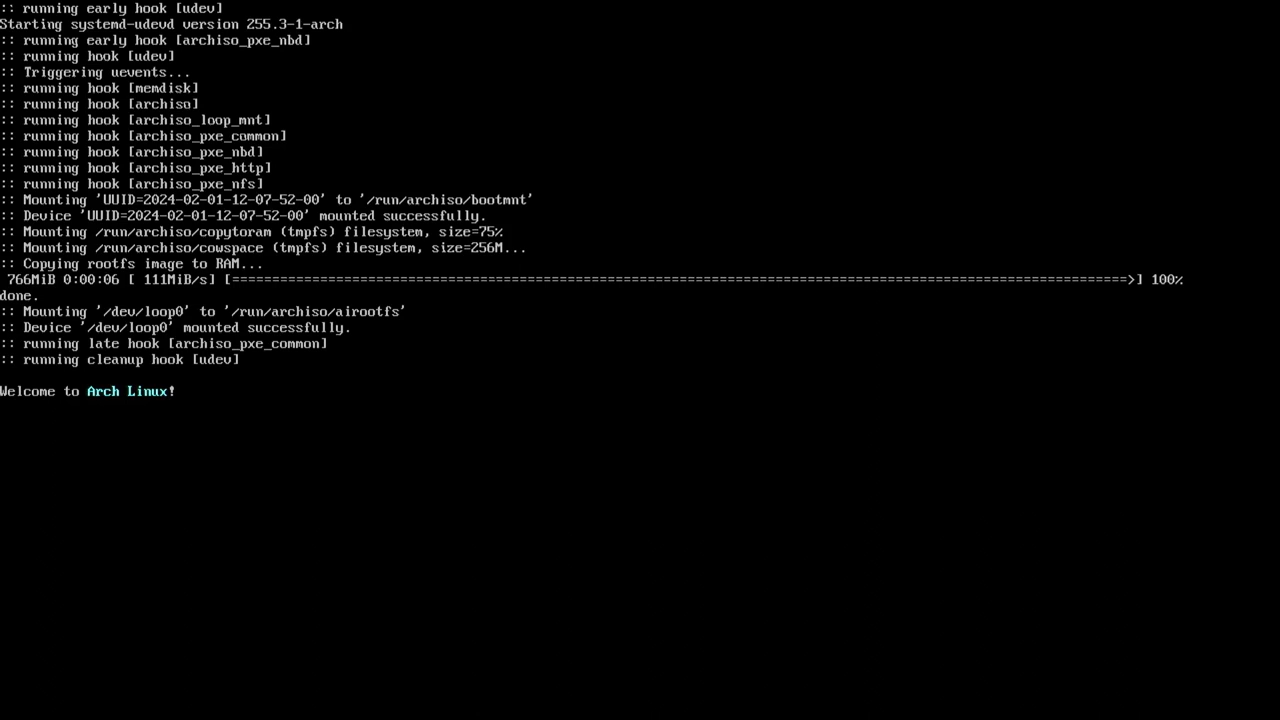 :: running early hook [udev]
Starting systemd-udevd version 255.3-1-arch
:: running early hook [archiso_pxe_nbd]
:: running hook [udev]
:: Triggering uevents...
:: running hook [memdisk]
:: running hook [archiso]
:: running hook [archiso_loop_mnt]
:: running hook [archiso_pxe_common]
:: running hook [archiso_pxe_nbd]
:: running hook [archiso_pxe_http]
:: running hook [archiso_pxe_nfs]
:: Mounting 'UUID=2024-02-01-12-07-52-00' to '/run/archiso/bootmnt'
:: Device 'UUID=2024-02-01-12-07-52-00' mounted successfully.
:: Mounting /run/archiso/copytoram (tmpfs) filesystem, size=75%
:: Mounting /run/archiso/cowspace (tmpfs) filesystem, size=256M...
:: Copying rootfs image to RAM...
 766MiB 0:00:06 [ 111MiB/s] [================================================================================================================>] 100%
done.
:: Mounting '/dev/loop0' to '/run/archiso/airootfs'
:: Device '/dev/loop0' mounted successfully.
:: running late hook [archiso_pxe_common]
:: running cleanup hook [udev]
Welcome to Arch Linux!